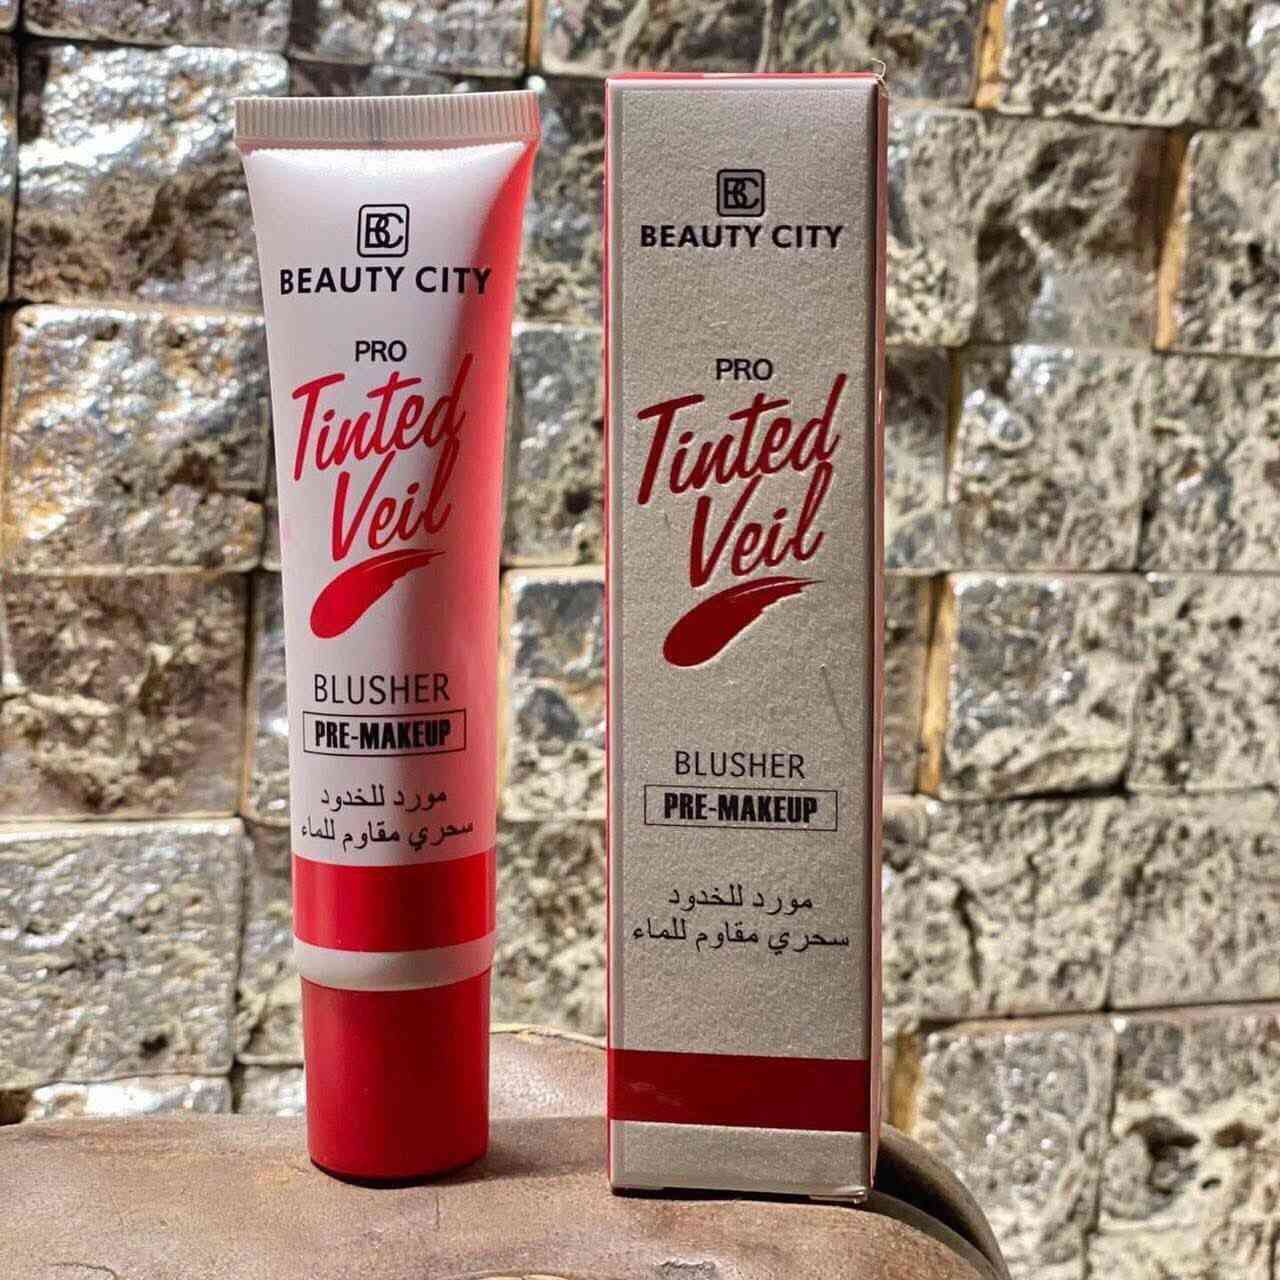 BC
BEAUTY CITY
PRO
Tinted
Veil
BLUSHER
PRE-MAKEUP
مورد للخدود
سحري مقاوم للماء
BC
BEAUTY CITY
PRO
Tinted
Veil
BLUSHER
PRE-MAKEUP
مورد للخدود
سحري مقاوم للماء